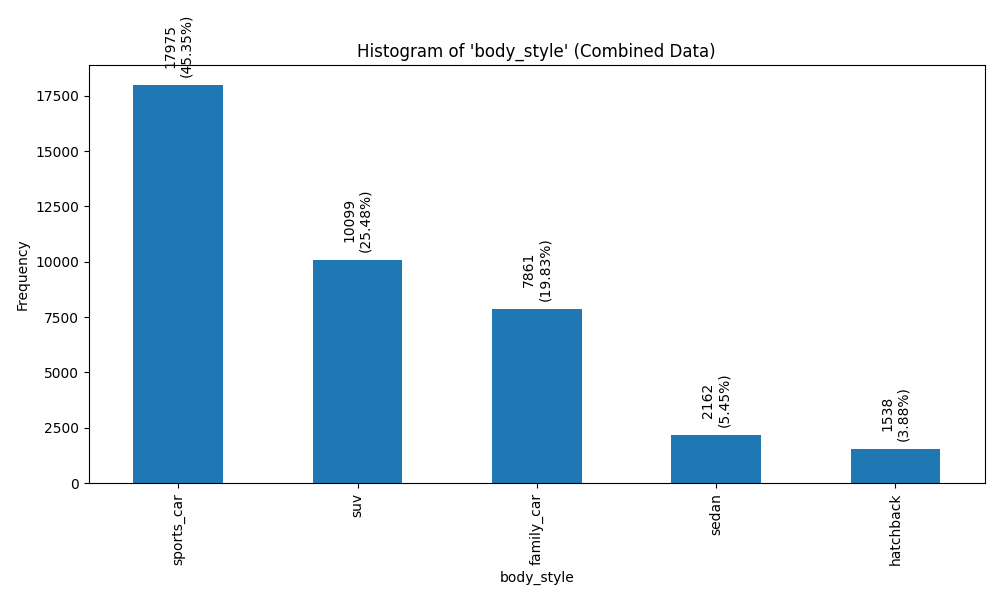 Histogram of 'body_style' (Combined Data)
Frequency
17500
15000
12500
10000
7500
5000
2500
0
17975
(45.35%)
10099
(25.48%)
7861
(19.83%)
2162
(5.45%)
1538
(3.88%)
sports_car
suv
family_car
sedan
hatchback
body_style